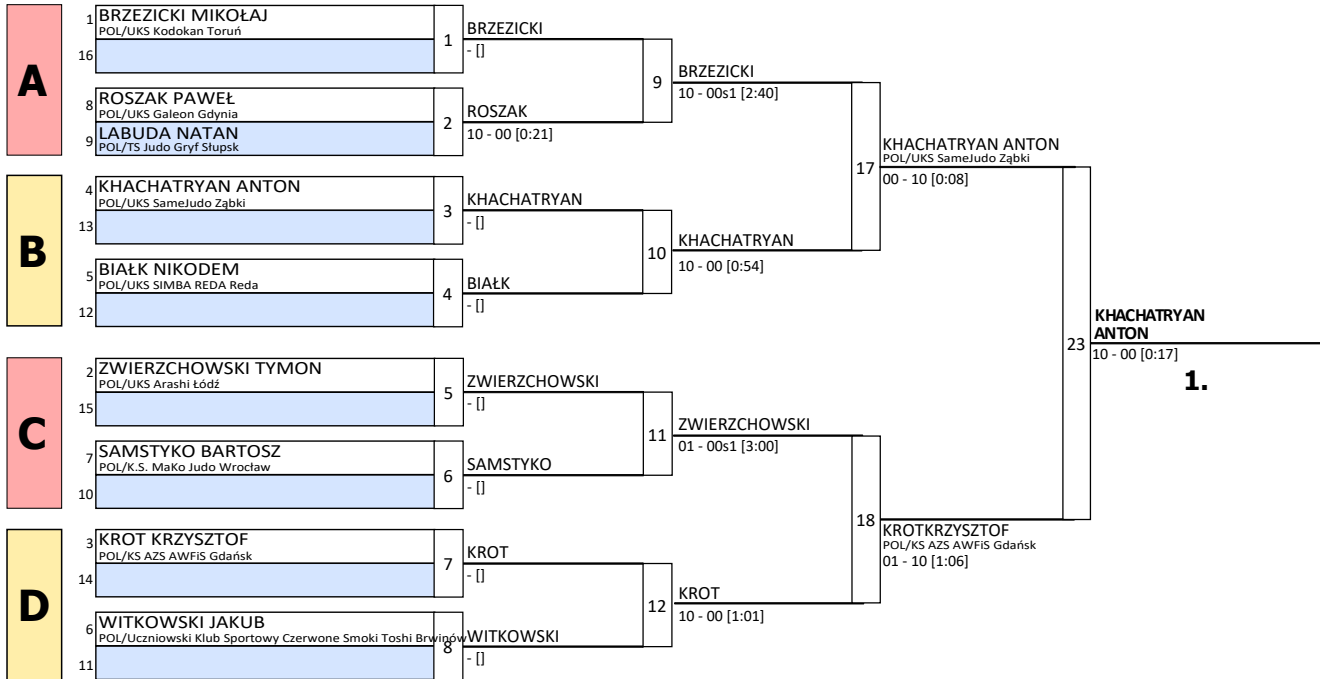 A
1 BRZEZICKI MIKOŁAJ
POL/UKS Kodokan Toruń
16
1
BRZEZICKI
- []
8 ROSZAK PAWEŁ
POL/UKS Galeon Gdynia
9 LABUDA NATAN
POL/TS Judo Gryf Słupsk
2
ROSZAK
10 - 00 [0:21]
9
BRZEZICKI
10 - 00s1 [2:40]
B
4 KHACHATRYAN ANTON
POL/UKS SameJudo Ząbki
13
3
KHACHATRYAN
- []
5 BIAŁK NIKODEM
POL/UKS SIMBA REDA Reda
12
4
BIAŁK
- []
10
KHACHATRYAN
10 - 00 [0:54]
17
KHACHATRYAN ANTON
POL/UKS SameJudo Ząbki
00 - 10 [0:08]
C
2 ZWIERZCHOWSKI TYMON
POL/UKS Arashi Łódź
15
5
ZWIERZCHOWSKI
- []
7 SAMSTYKO BARTOSZ
POL/K.S. MaKo Judo Wrocław
10
6
SAMSTYKO
- []
11
ZWIERZCHOWSKI
01 - 00s1 [3:00]
D
3 KROT KRZYSZTOF
POL/KS AZS AWFiS Gdańsk
14
7
KROT
- []
6 WITKOWSKI JAKUB
POL/Uczniowski Klub Sportowy Czerwone Smoki Toshi Brwinów
11
8
WITKOWSKI
- []
12
KROT
10 - 00 [1:01]
18
KROTKRZYSZTOF
POL/KS AZS AWFiS Gdańsk
01 - 10 [1:06]
23
KHACHATRYAN
ANTON
10 - 00 [0:17]
1.